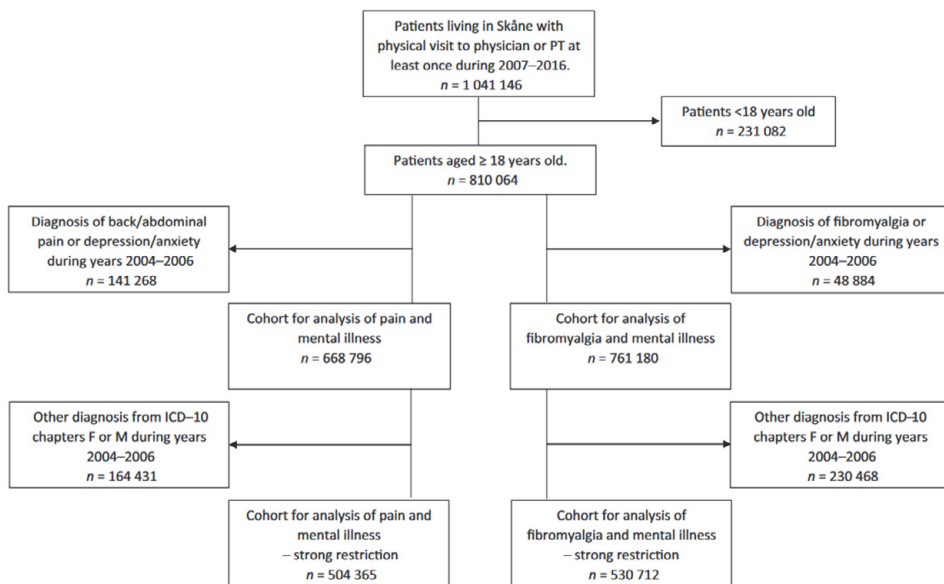 Patients living in Skåne with
physical visit to physician or PT at
least once during 2007–2016.
n = 1 041 146
Patients <18 years old
n = 231 082
Patients aged ≥ 18 years old.
n = 810 064
Diagnosis of back/abdominal
pain or depression/anxiety
during years 2004–2006
n = 141 268
Diagnosis of fibromyalgia or
depression/anxiety during years
2004–2006
n = 48 884
Cohort for analysis of pain and
mental illness
n = 668 796
Cohort for analysis of
fibromyalgia and mental illness
n = 761 180
Other diagnosis from ICD–10
chapters F or M during years
2004–2006
n = 164 431
Other diagnosis from ICD–10
chapters F or M during years
2004–2006
n = 230 468
Cohort for analysis of pain and
mental illness
– strong restriction
n = 504 365
Cohort for analysis of
fibromyalgia and mental illness
– strong restriction
n = 530 712